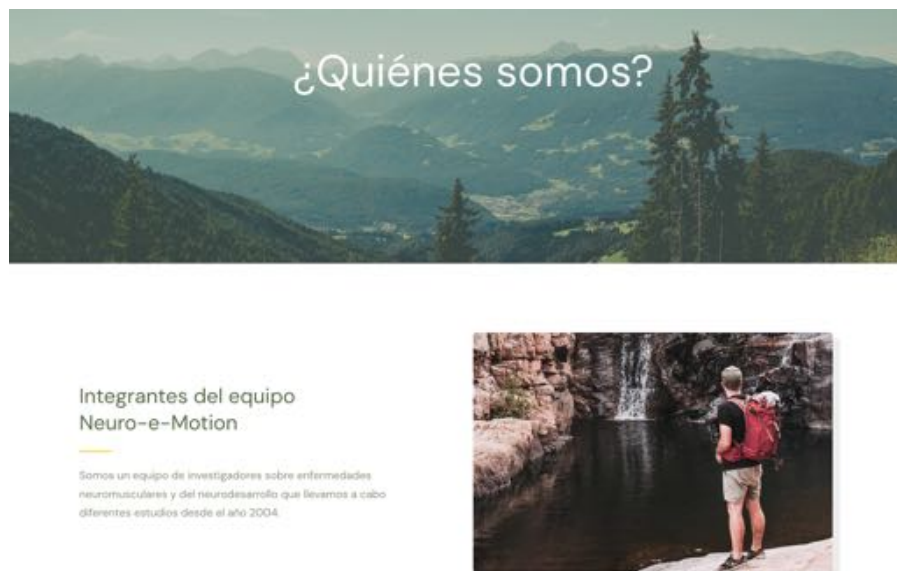 ¿Quiénes somos?
Integrantes del equipo
Neuro-e-Motion
Somos un equipo de investigadores sobre enfermedades
neuromusculares y del neurodesarrollo que llevamos a cabo
diferentes estudios desde el año 2004.